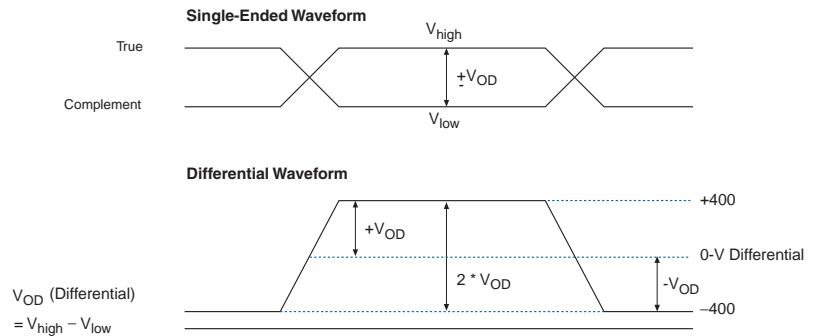 Single-Ended Waveform
V_high
True
±V_OD
Complement
V_low
Differential Waveform
+400
+V_OD
0-V Differential
2 * V_OD
-V_OD
V_OD (Differential)
−400
= V_high − V_low